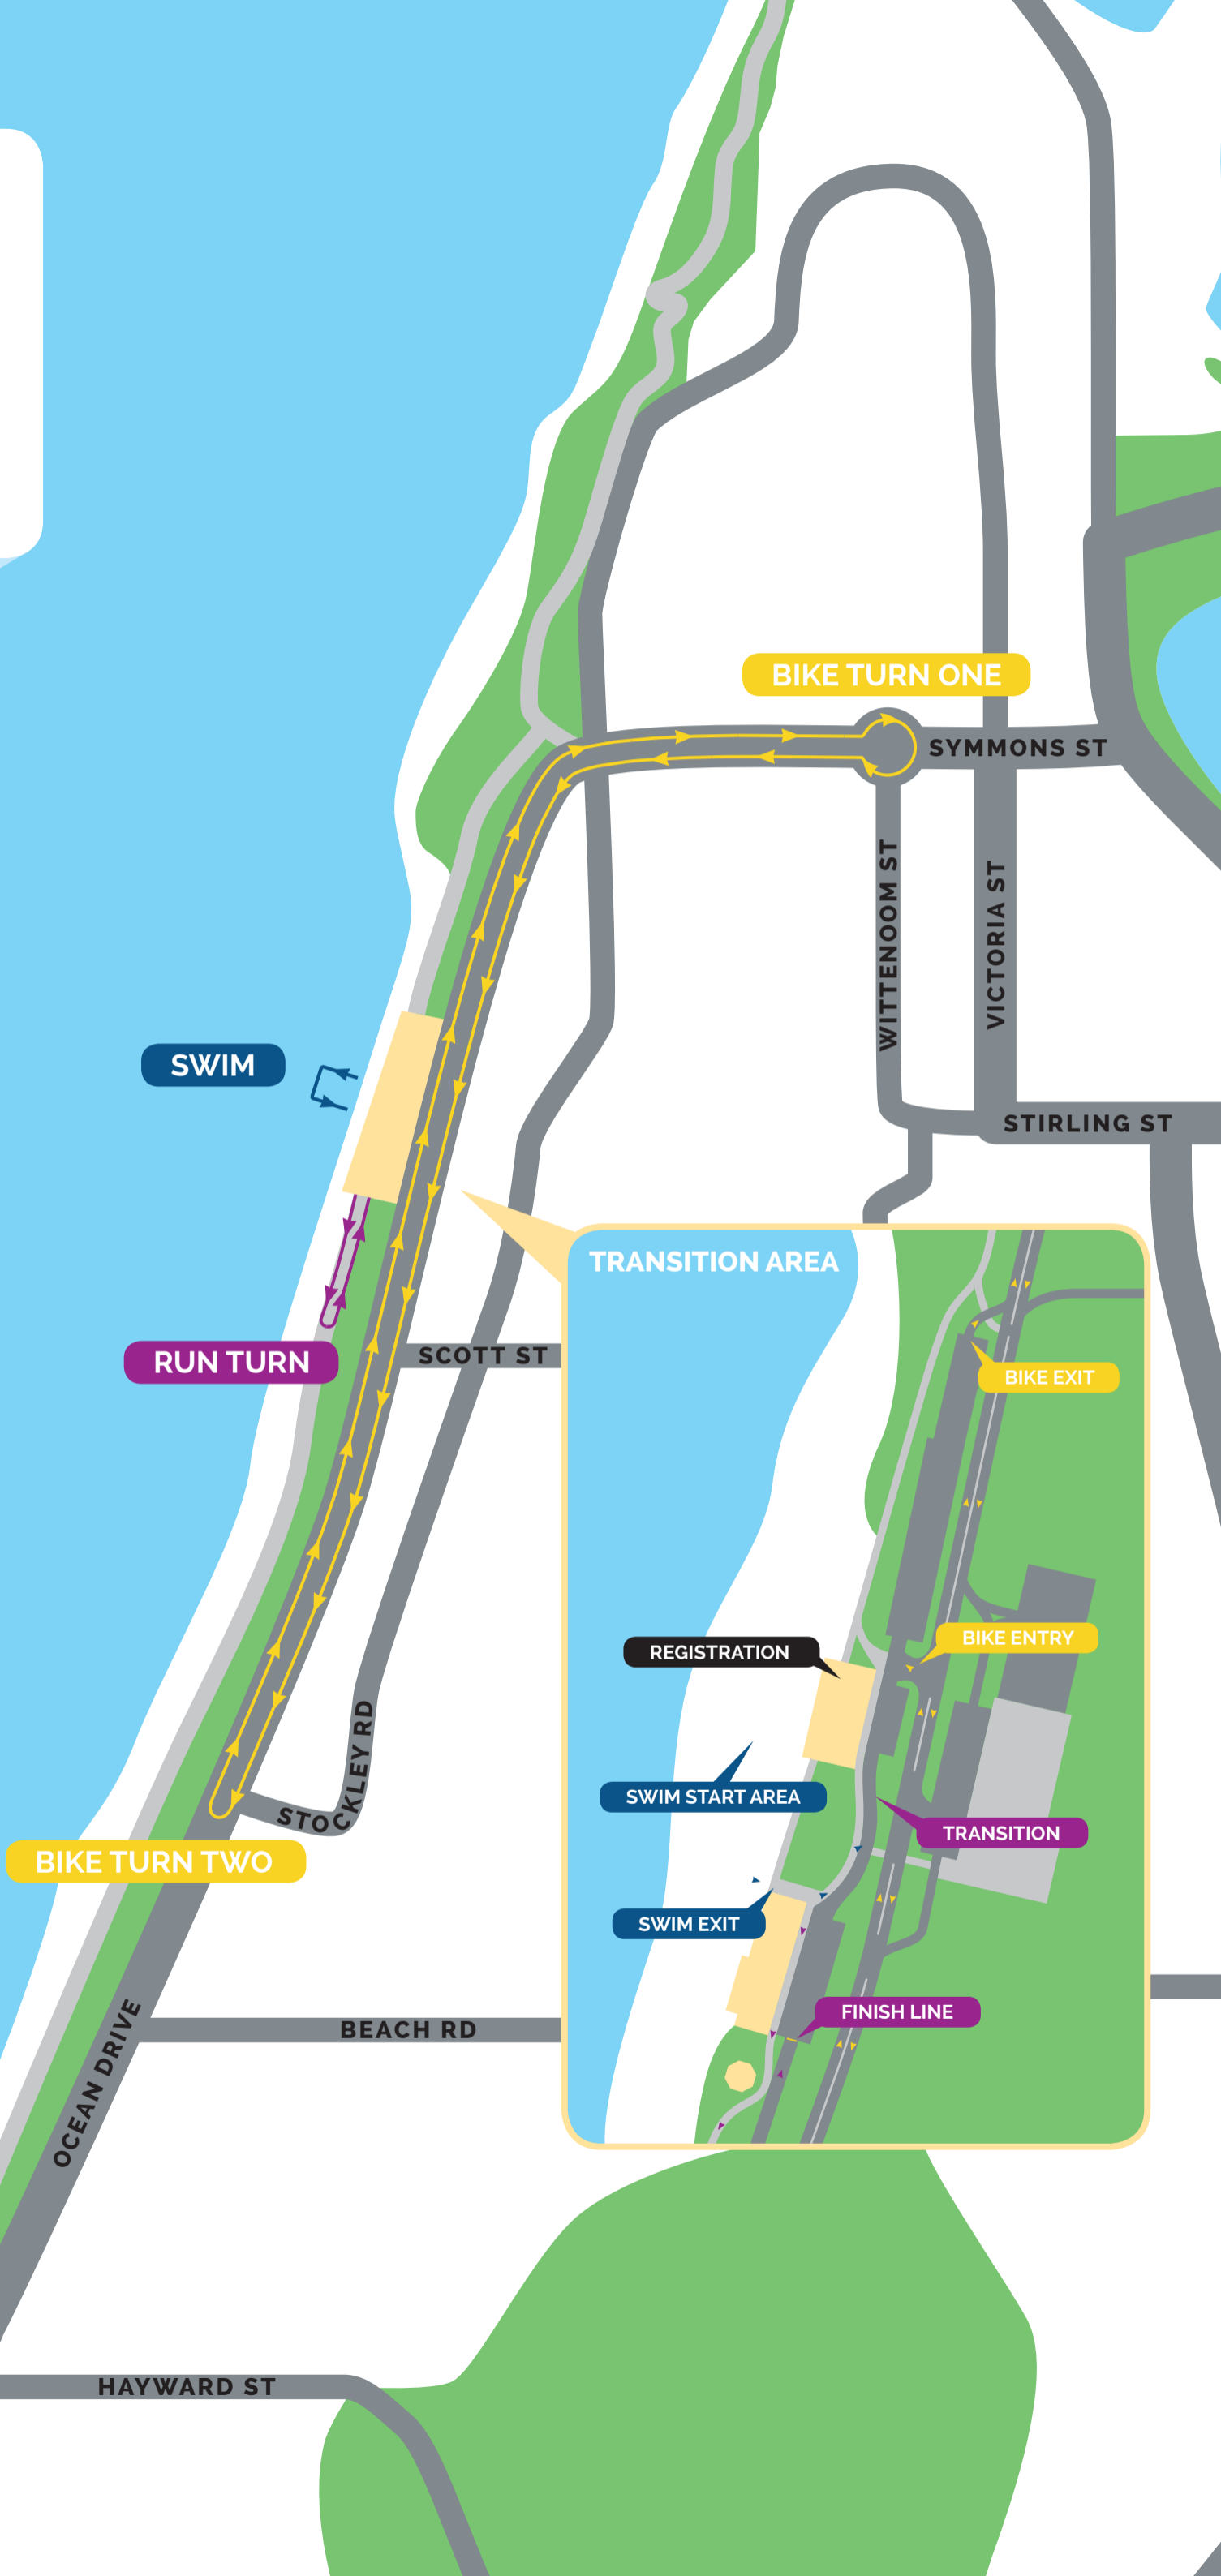 BIKE TURN ONE
SYMMONS ST
WITTENOOM ST
VICTORIA ST
SWIM
STIRLING ST
TRANSITION AREA
RUN TURN
SCOTT ST
BIKE EXIT
BIKE ENTRY
REGISTRATION
STOCKLEY RD
SWIM START AREA
TRANSITION
BIKE TURN TWO
SWIM EXIT
FINISH LINE
BEACH RD
OCEAN DRIVE
HAYWARD ST